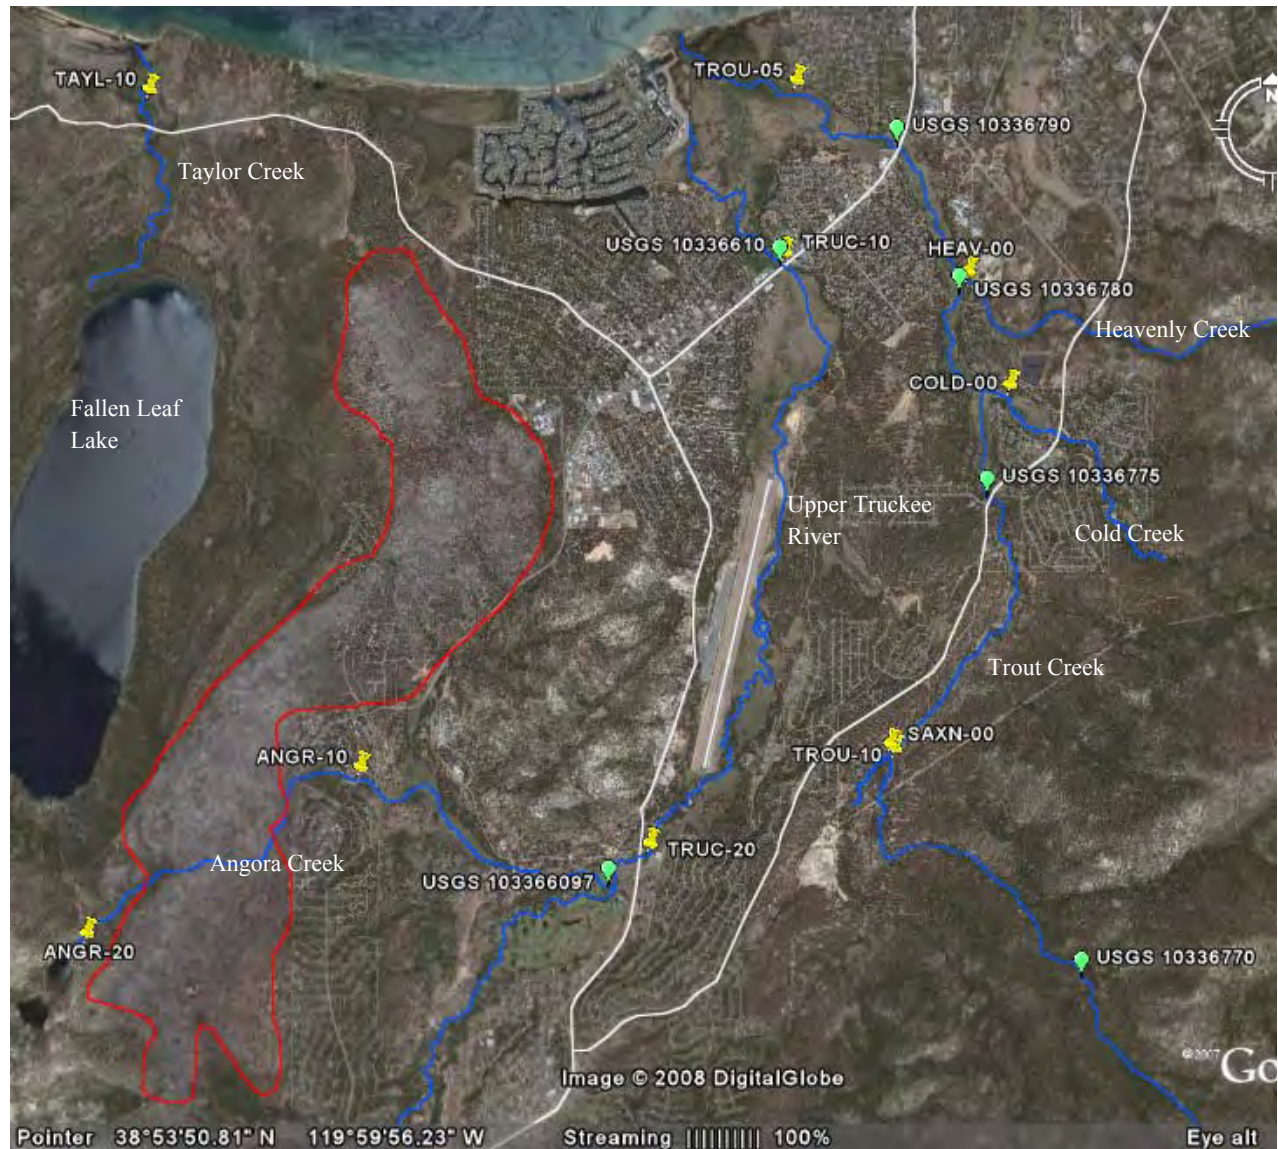 TAYL-10
TROU-05
N
USGS 10336790
Taylor Creek
USGS 10336610
TRUC-10
HEAV-00
USGS 10336780
Heavenly Creek
COLD-00
Fallen Leaf
Lake
USGS 10336775
Upper Truckee
River
Cold Creek
Trout Creek
SAXN-00
TROU-10
ANGR-10
TRUC-20
Angora Creek
USGS 103366097
ANGR-20
USGS 10336770
©2007
Go
Image © 2008 DigitalGlobe
Pointer 38°53'50.81" N 119°59'56.23" W Streaming |||||||||| 100% Eye alt